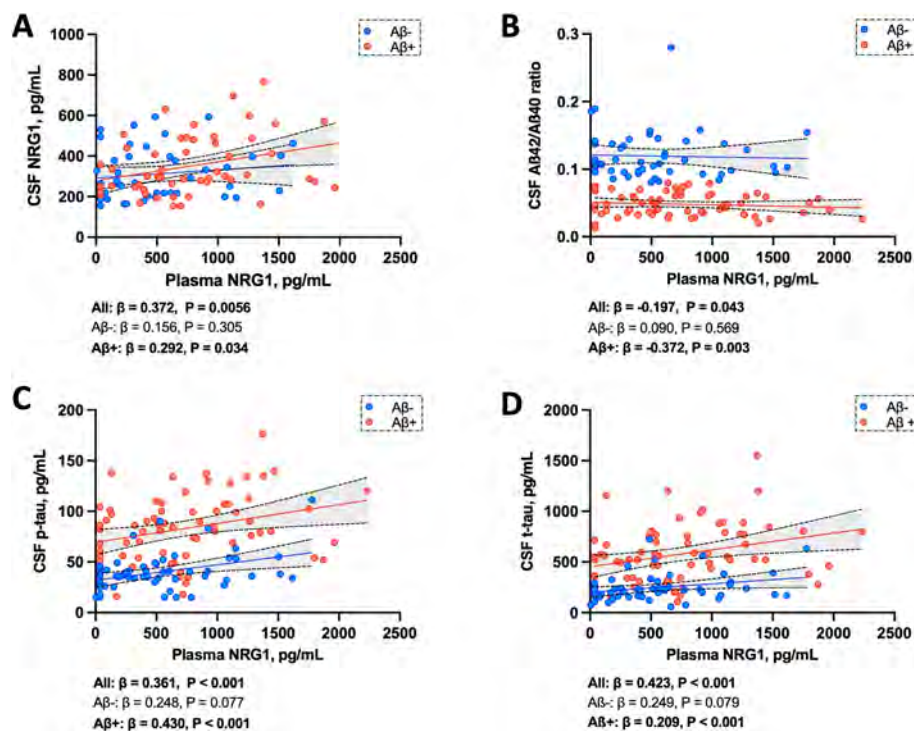 A
B
Aβ-
Aβ+
Aβ-
Aβ+
1000
800
600
400
200
0
CSF NRG1, pg/mL
0 500 1000 1500 2000 2500
Plasma NRG1, pg/mL
All: β = 0.372, P = 0.0056
Aβ-: β = 0.156, P = 0.305
Aβ+: β = 0.292, P = 0.034
0.3
0.2
0.1
0.0
CSF Aβ42/Aβ40 ratio
0 500 1000 1500 2000 2500
Plasma NRG1, pg/mL
All: β = -0.197, P = 0.043
Aβ-: β = 0.090, P = 0.569
Aβ+: β = -0.372, P = 0.003
C
D
Aβ-
Aβ+
Aβ-
Aβ +
200
150
100
50
0
CSF p-tau, pg/mL
0 500 1000 1500 2000 2500
Plasma NRG1, pg/mL
All: β = 0.361, P < 0.001
Aβ-: β = 0.248, P = 0.077
Aβ+: β = 0.430, P < 0.001
2000
1500
1000
500
0
CSF t-tau, pg/mL
0 500 1000 1500 2000 2500
Plasma NRG1, pg/mL
All: β = 0.423, P < 0.001
Aβ-: β = 0.249, P = 0.079
Aß+: β = 0.209, P < 0.001